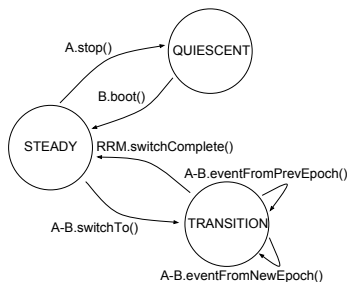 A.stop()
QUIESCENT
B.boot()
STEADY
RRM.switchComplete()
A-B.eventFromPrevEpoch()
A-B.switchTo()
TRANSITION
A-B.eventFromNewEpoch()